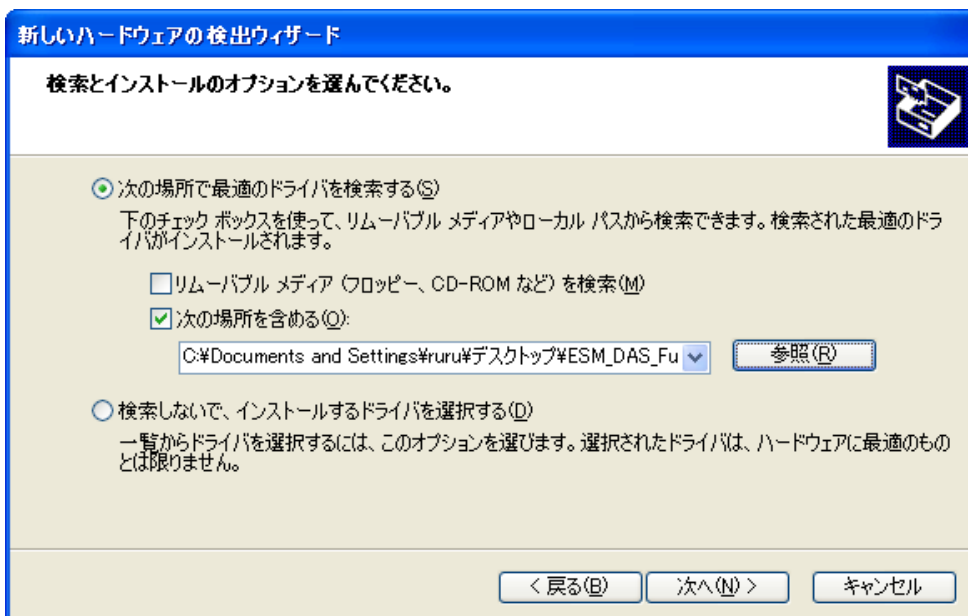 新しいハードウェアの検出ウィザード
検索とインストールのオプションを選んでください。
次の場所で最適のドライバを検索する(S)
下のチェック ボックスを使って、リムーバブル メディアやローカル パスから検索できます。検索された最適のドラ
イバがインストールされます。
リムーバブル メディア (フロッピー、CD-ROM など) を検索(M)
次の場所を含める(O):
C:¥Documents and Settings¥ruru¥デスクトップ¥ESM_DAS_Fu
参照(R)
検索しないで、インストールするドライバを選択する(D)
一覧からドライバを選択するには、このオプションを選びます。選択されたドライバは、ハードウェアに最適のもの
とは限りません。
< 戻る(B)
次へ(N) >
キャンセル